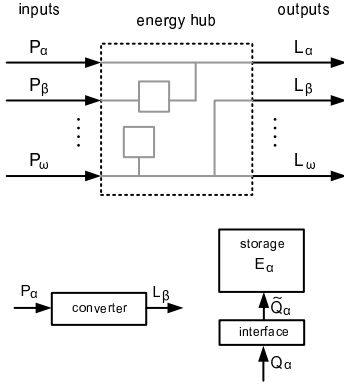 inputs energy hub outputs
Pα Lα
Pβ Lβ
Pω Lω
storage
Eα
Pα converter Lβ
Q̃α
interface
Qα